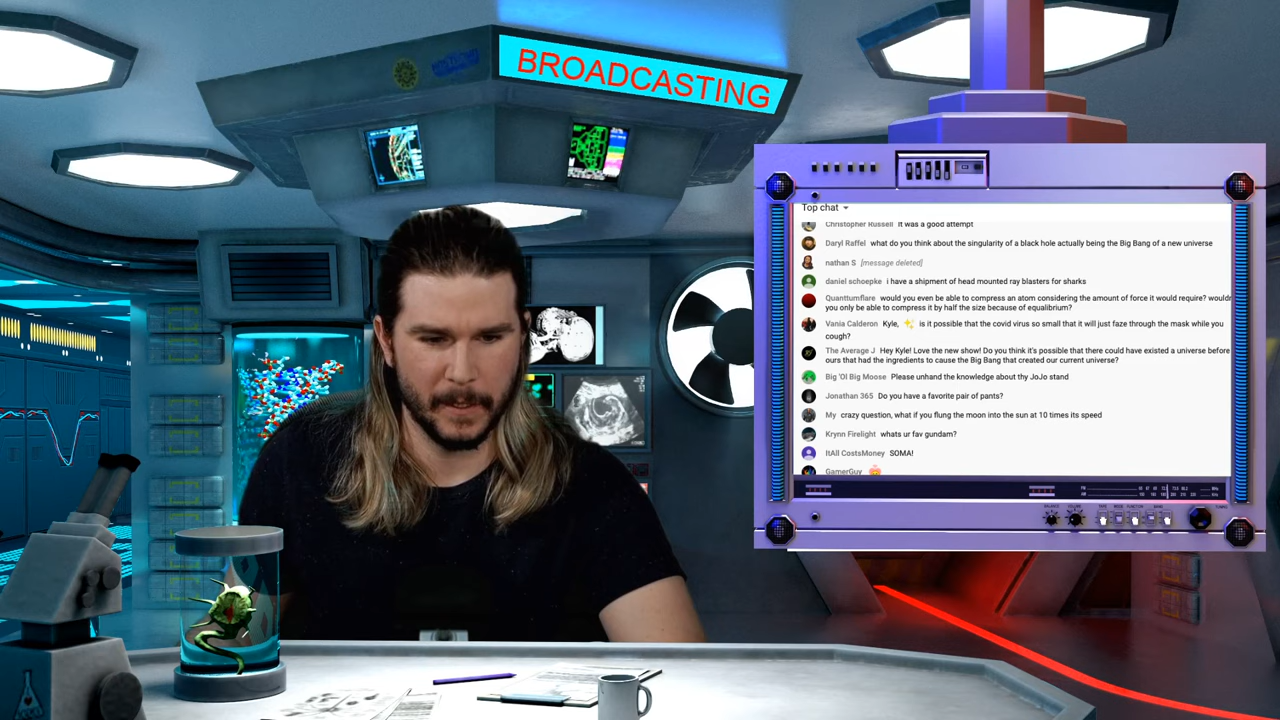 BROADCASTING
Top chat
Christopher Russell It was a good attempt
Daryl Raffel what do you think about the singularity of a black hole actually being the Big Bang of a new universe
nathan S [message deleted]
daniel schoepke i have a shipment of head mounted ray blasters for sharks
Quanttumflare would you even be able to compress an atom considering the amount of force it would require? wouldn
you only be able to compress it by half the size because of equilibrium?
Vania Calderon Kyle, ✨ is it possible that the covid virus so small that it will just faze through the mask while you
cough?
The Average J Hey Kyle! Love the new show! Do you think it's possible that there could have existed a universe before
ours that had the ingredients to cause the Big Bang that created our current universe?
Big 'Ol Big Moose Please unhand the knowledge about thy JoJo stand
Jonathan 365 Do you have a favorite pair of pants?
My crazy question, what if you flung the moon into the sun at 10 times its speed
Krynn Firelight whats ur fav gundam?
ItAll CostsMoney SOMA!
GamerGuy